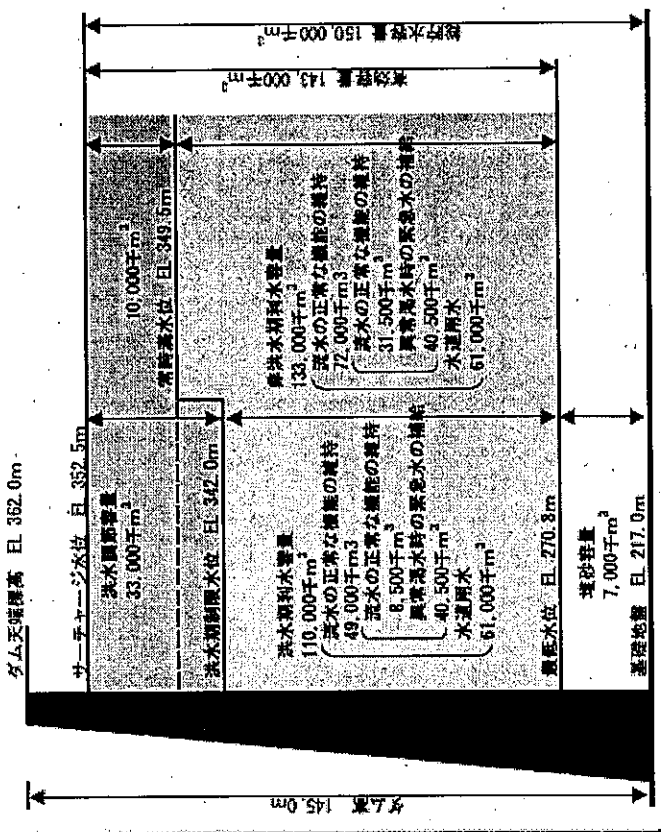 ダム天端標高 EL 362.0m
サーチャージ水位 EL 352.5m
洪水調節容量
33,000千m³
10,000千m³
常時満水位 EL 349.5m
洪水期制限水位 EL 342.0m
洪水期利水容量
110,000千m³
流水の正常な機能の維持
49,000千m3
流水の正常な機能の維持
8,500千m³
異常渇水時の緊急水の補給
40,500千m³
水道用水
61,000千m³
非洪水期利水容量
133,000千m³
流水の正常な機能の維持
72,000千m3
流水の正常な機能の維持
31,500千m³
異常渇水時の緊急水の補給
40,500千m³
水道用水
61,000千m³
最低水位 EL 270.8m
堆砂容量
7,000千m³
基礎地盤 EL 217.0m
ダム高 145.0m
有効容量 143,000千m³
総貯水容量 150,000千m³